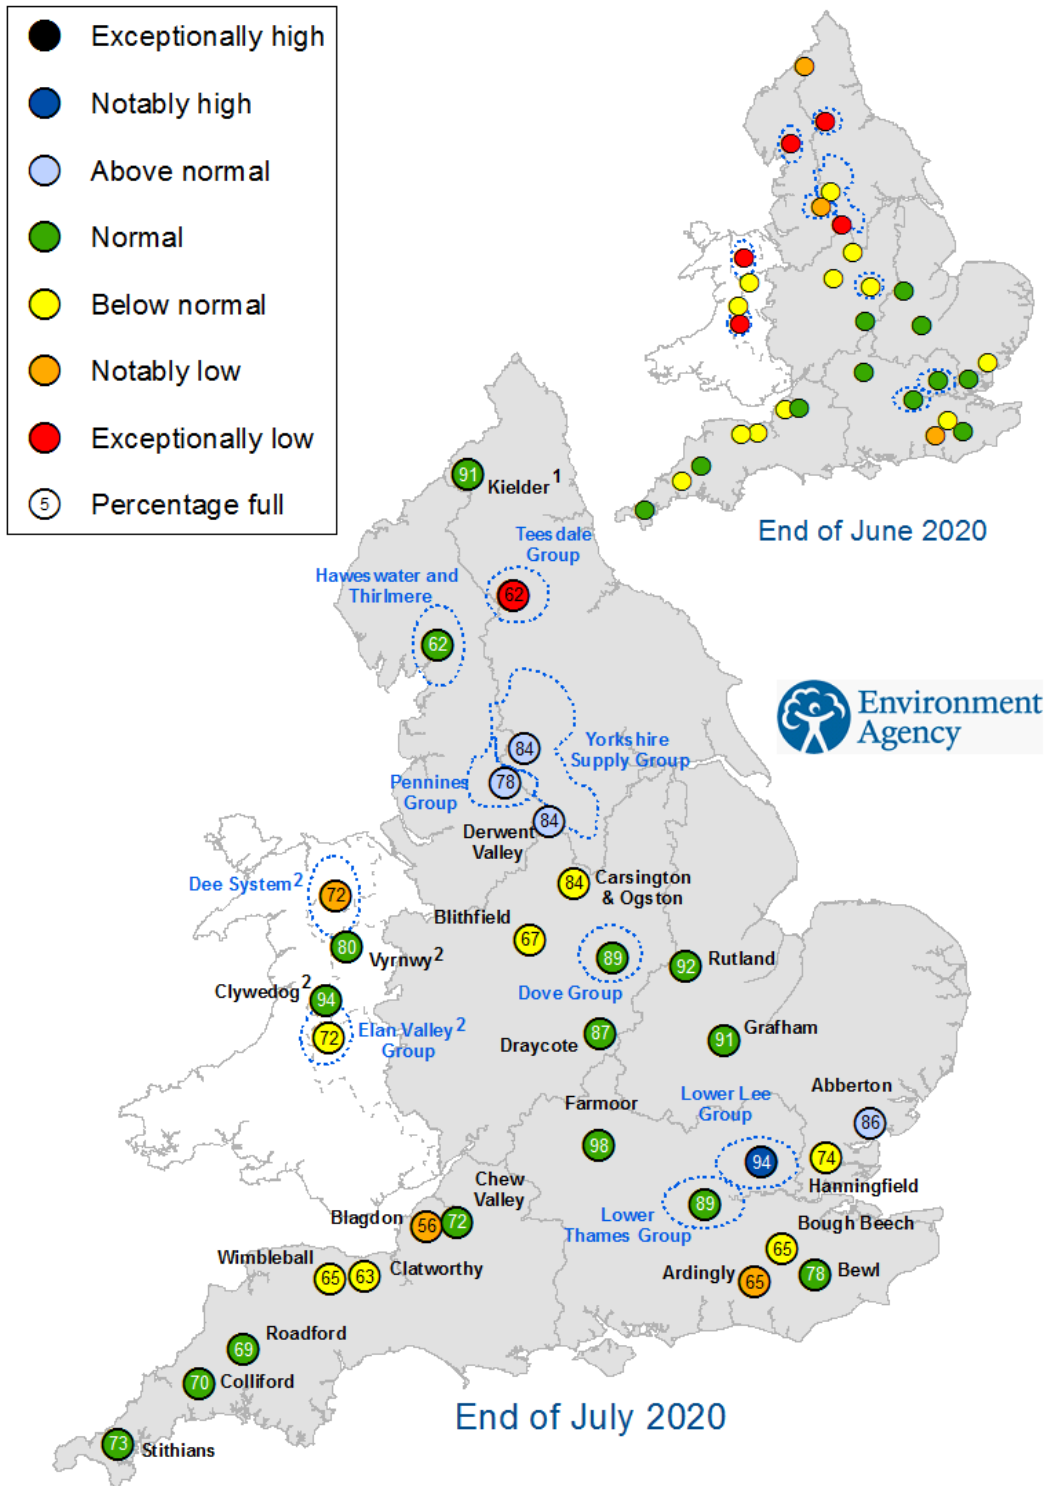 Exceptionally high
Notably high
Above normal
Normal
Below normal
Notably low
Exceptionally low
5 Percentage full
End of June 2020
91
Kielder 1
Teesdale
Group
62
Haweswater and
Thirlmere
62
Environment
Agency
84
Yorkshire
Supply Group
78
Pennines
Group
84
Derwent
Valley
Dee System 2
72
84
Carsington
& Ogston
Blithfield
67
80
Vyrnwy 2
89
Dove Group
92
Rutland
Clywedog 2
94
72
Elan Valley 2
Group
Draycote
87
91
Grafham
Farmoor
98
Lower Lee
Group
94
Abberton
86
74
Hanningfield
Chew
Valley
Blagdon
56
72
89
Lower
Thames Group
Bough Beech
65
Wimbleball
65
63
Clatworthy
Ardingly
65
78
Bewl
Roadford
69
70
Colliford
73
Stithians
End of July 2020